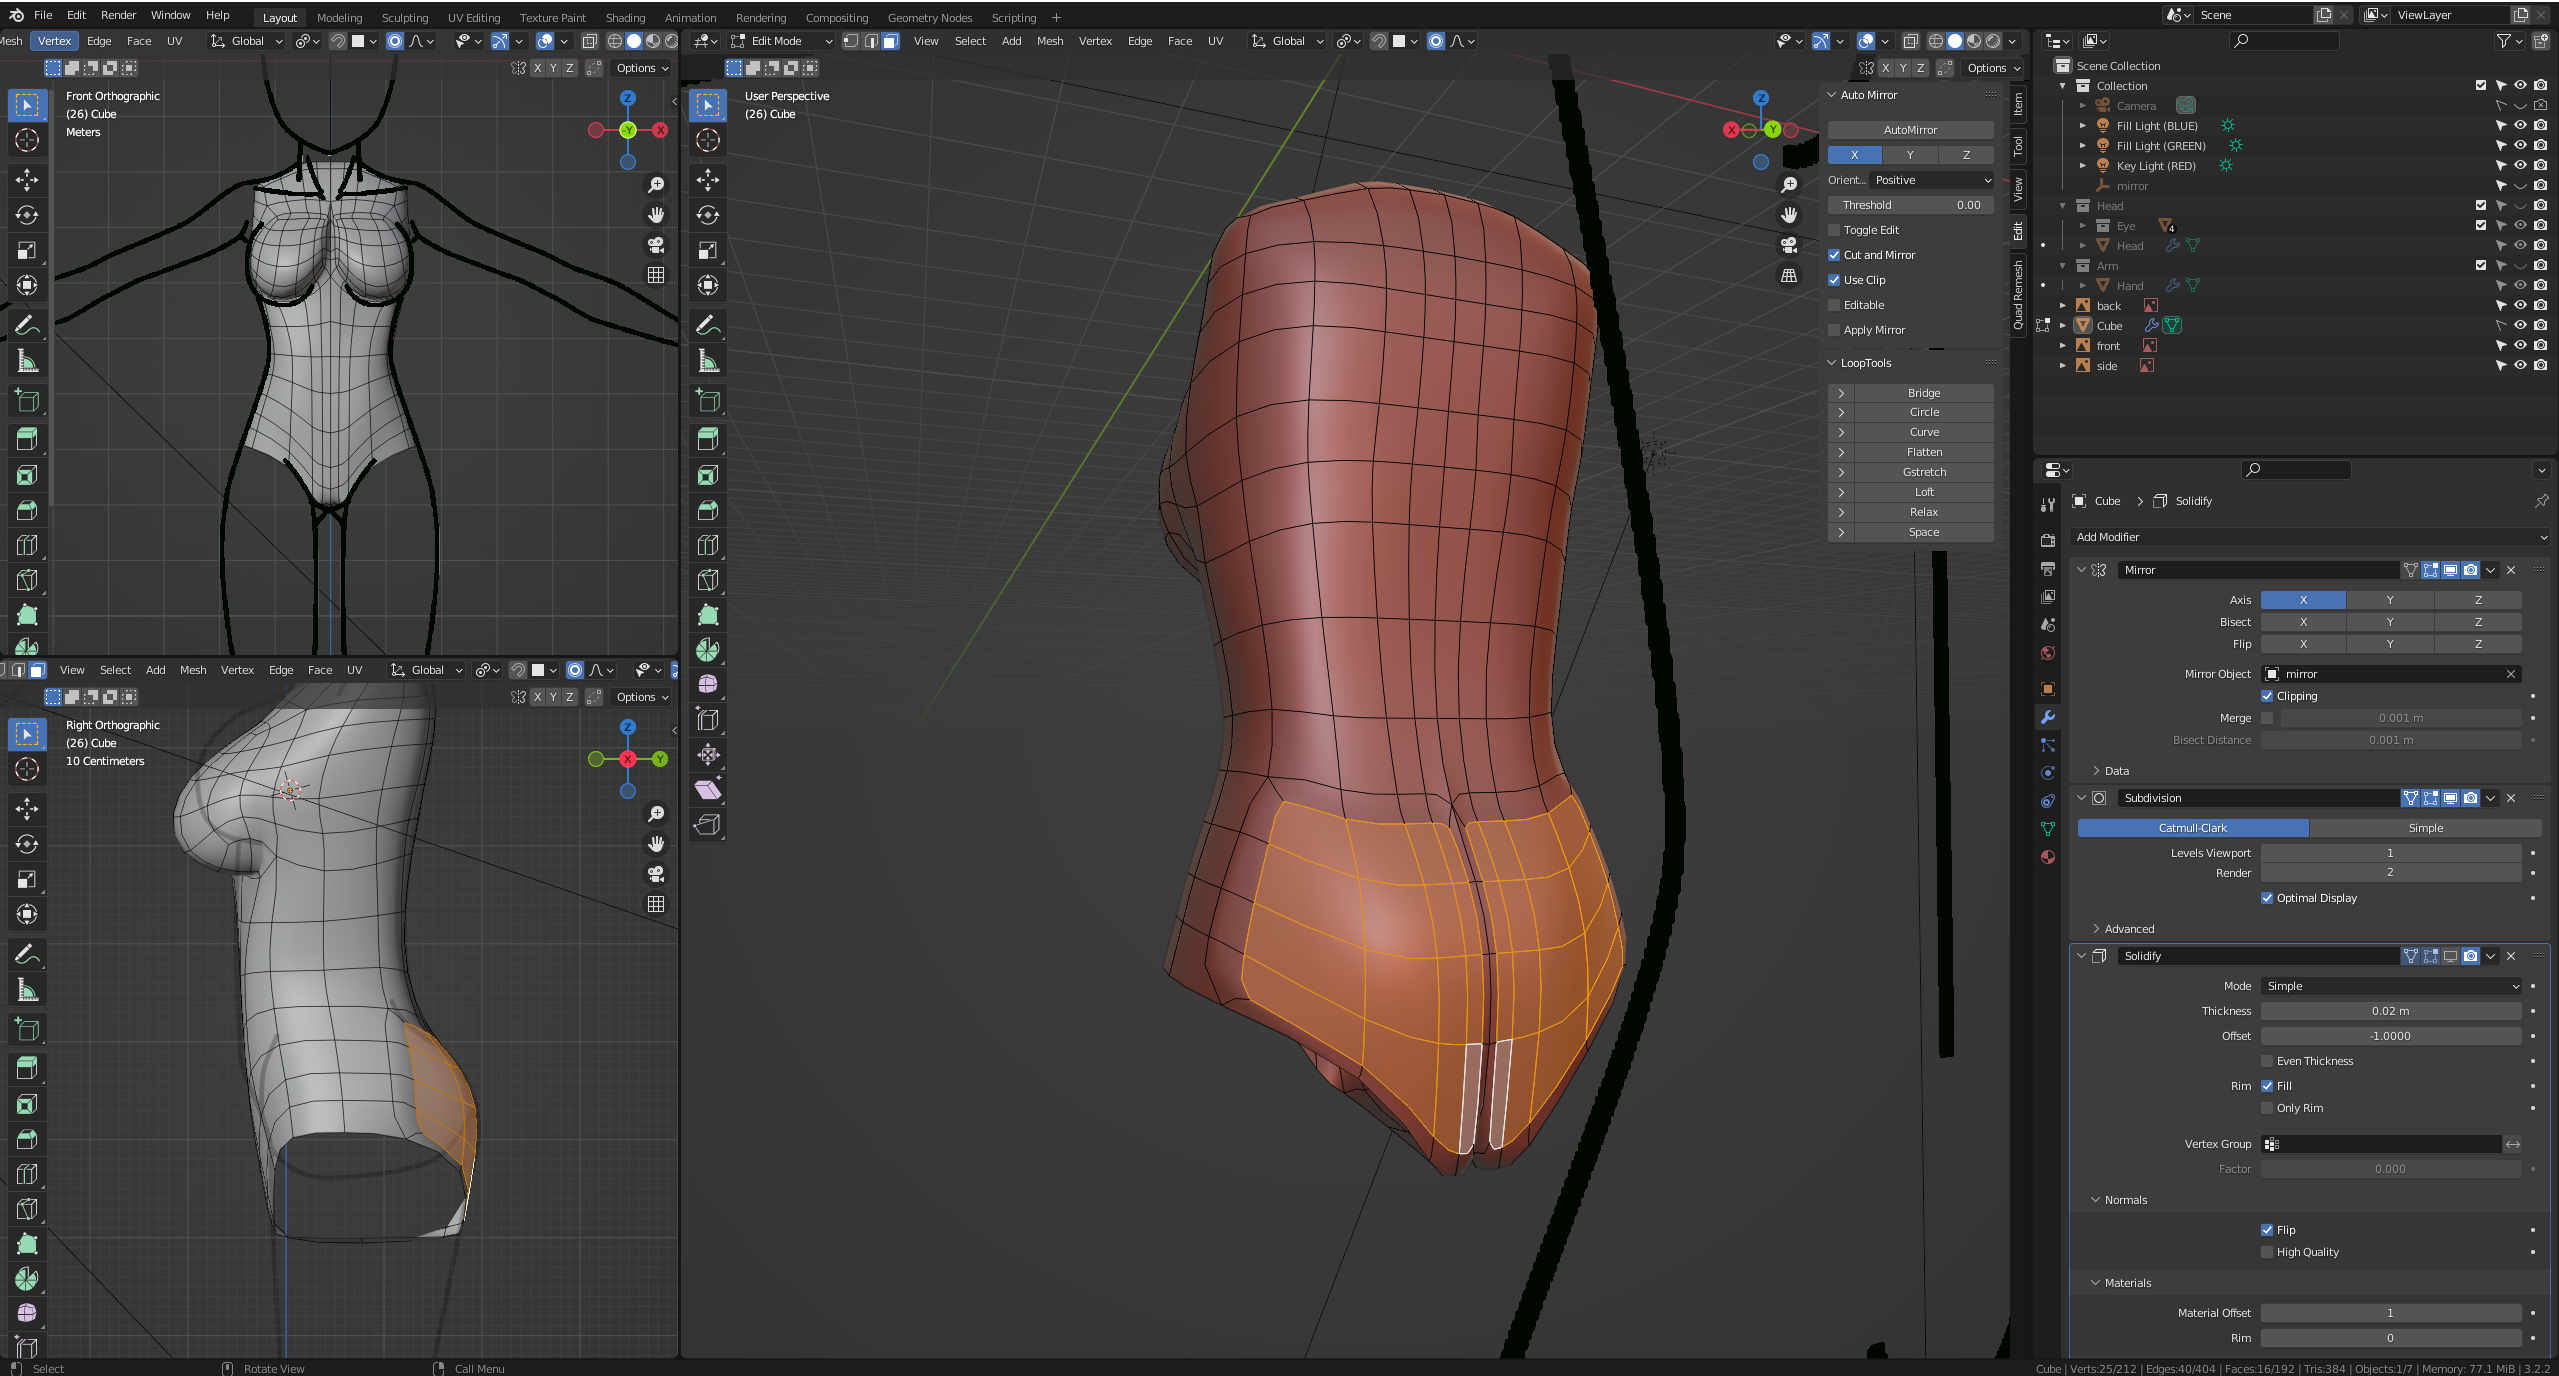 File Edit Render Window Help
Layout Modeling Sculpting UV Editing Texture Paint Shading Animation Rendering Compositing Geometry Nodes Scripting +
Scene
ViewLayer
Mesh Vertex Edge Face UV Global
X Y Z Options
Front Orthographic
(26) Cube
Meters
Z
-Y X
Edit Mode View Select Add Mesh Vertex Edge Face UV Global
X Y Z Options
User Perspective
(26) Cube
Z
X Y
Auto Mirror
AutoMirror
X Y Z
Orient... Positive
Threshold 0.00
Toggle Edit
Cut and Mirror
Use Clip
Editable
Apply Mirror
LoopTools
Bridge
Circle
Curve
Flatten
Gstretch
Loft
Relax
Space
Item
Tool
View
Edit
Quad Remesh
View Select Add Mesh Vertex Edge Face UV Global
X Y Z Options
Right Orthographic
(26) Cube
10 Centimeters
Z
X Y
Scene Collection
Collection
Camera
Fill Light (BLUE)
Fill Light (GREEN)
Key Light (RED)
mirror
Head
Eye 4
Head
Arm
Hand
back
Cube
front
side
Cube > Solidify
Add Modifier
Mirror
Axis X Y Z
Bisect X Y Z
Flip X Y Z
Mirror Object mirror
Clipping
Merge 0.001 m
Bisect Distance 0.001 m
Data
Subdivision
Catmull-Clark Simple
Levels Viewport 1
Render 2
Optimal Display
Advanced
Solidify
Mode Simple
Thickness 0.02 m
Offset -1.0000
Even Thickness
Rim Fill
Only Rim
Vertex Group
Factor 0.000
Normals
Flip
High Quality
Materials
Material Offset 1
Rim 0
Select Rotate View Call Menu
Cube | Verts:25/212 | Edges:40/404 | Faces:16/192 | Tris:384 | Objects:1/7 | Memory: 77.1 MiB | 3.2.2